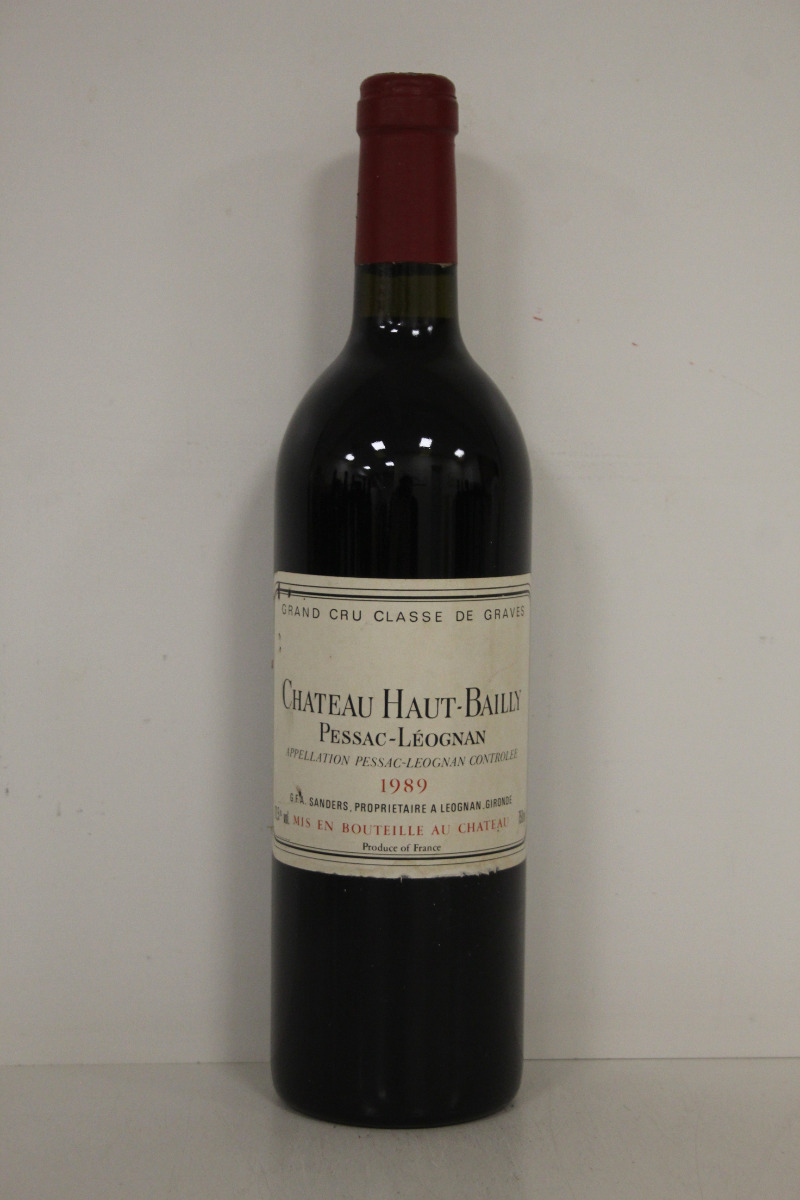 GRAND CRU CLASSE DE GRAVES
CHATEAU HAUT-BAILLY
PESSAC-LÉOGNAN
APPELLATION PESSAC-LEOGNAN CONTROLEE
1989
G.F.A. SANDERS, PROPRIETAIRE A LEOGNAN, GIRONDE
vol. MIS EN BOUTEILLE AU CHATEAU
Produce of France